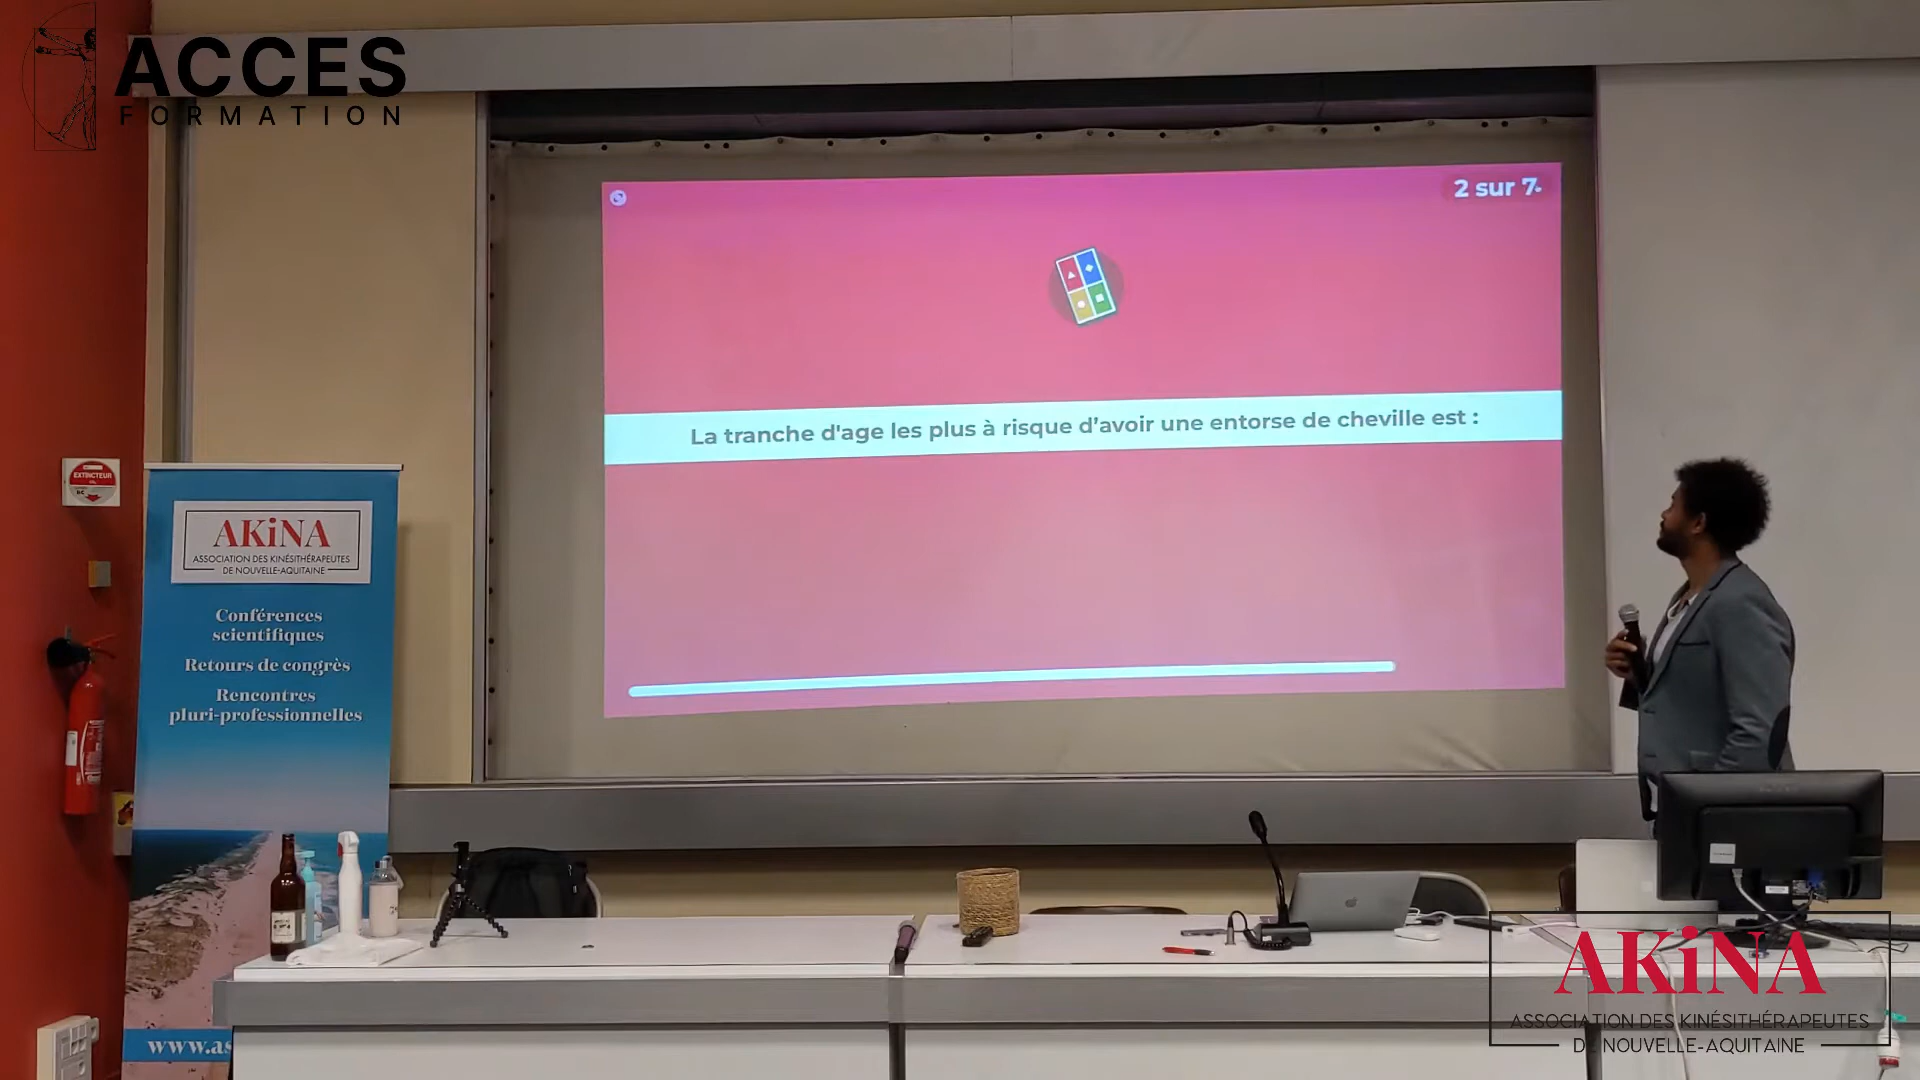 ACCES
FORMATION
2 sur 7
La tranche d'age les plus à risque d’avoir une entorse de cheville est :
EXTINCTEUR
AKiNA
ASSOCIATION DES KINÉSITHÉRAPEUTES
DE NOUVELLE-AQUITAINE
Conférences
scientifiques
Retours de congrès
Rencontres
pluri-professionnelles
www.as
AKiNA
ASSOCIATION DES KINÉSITHÉRAPEUTES
DE NOUVELLE-AQUITAINE